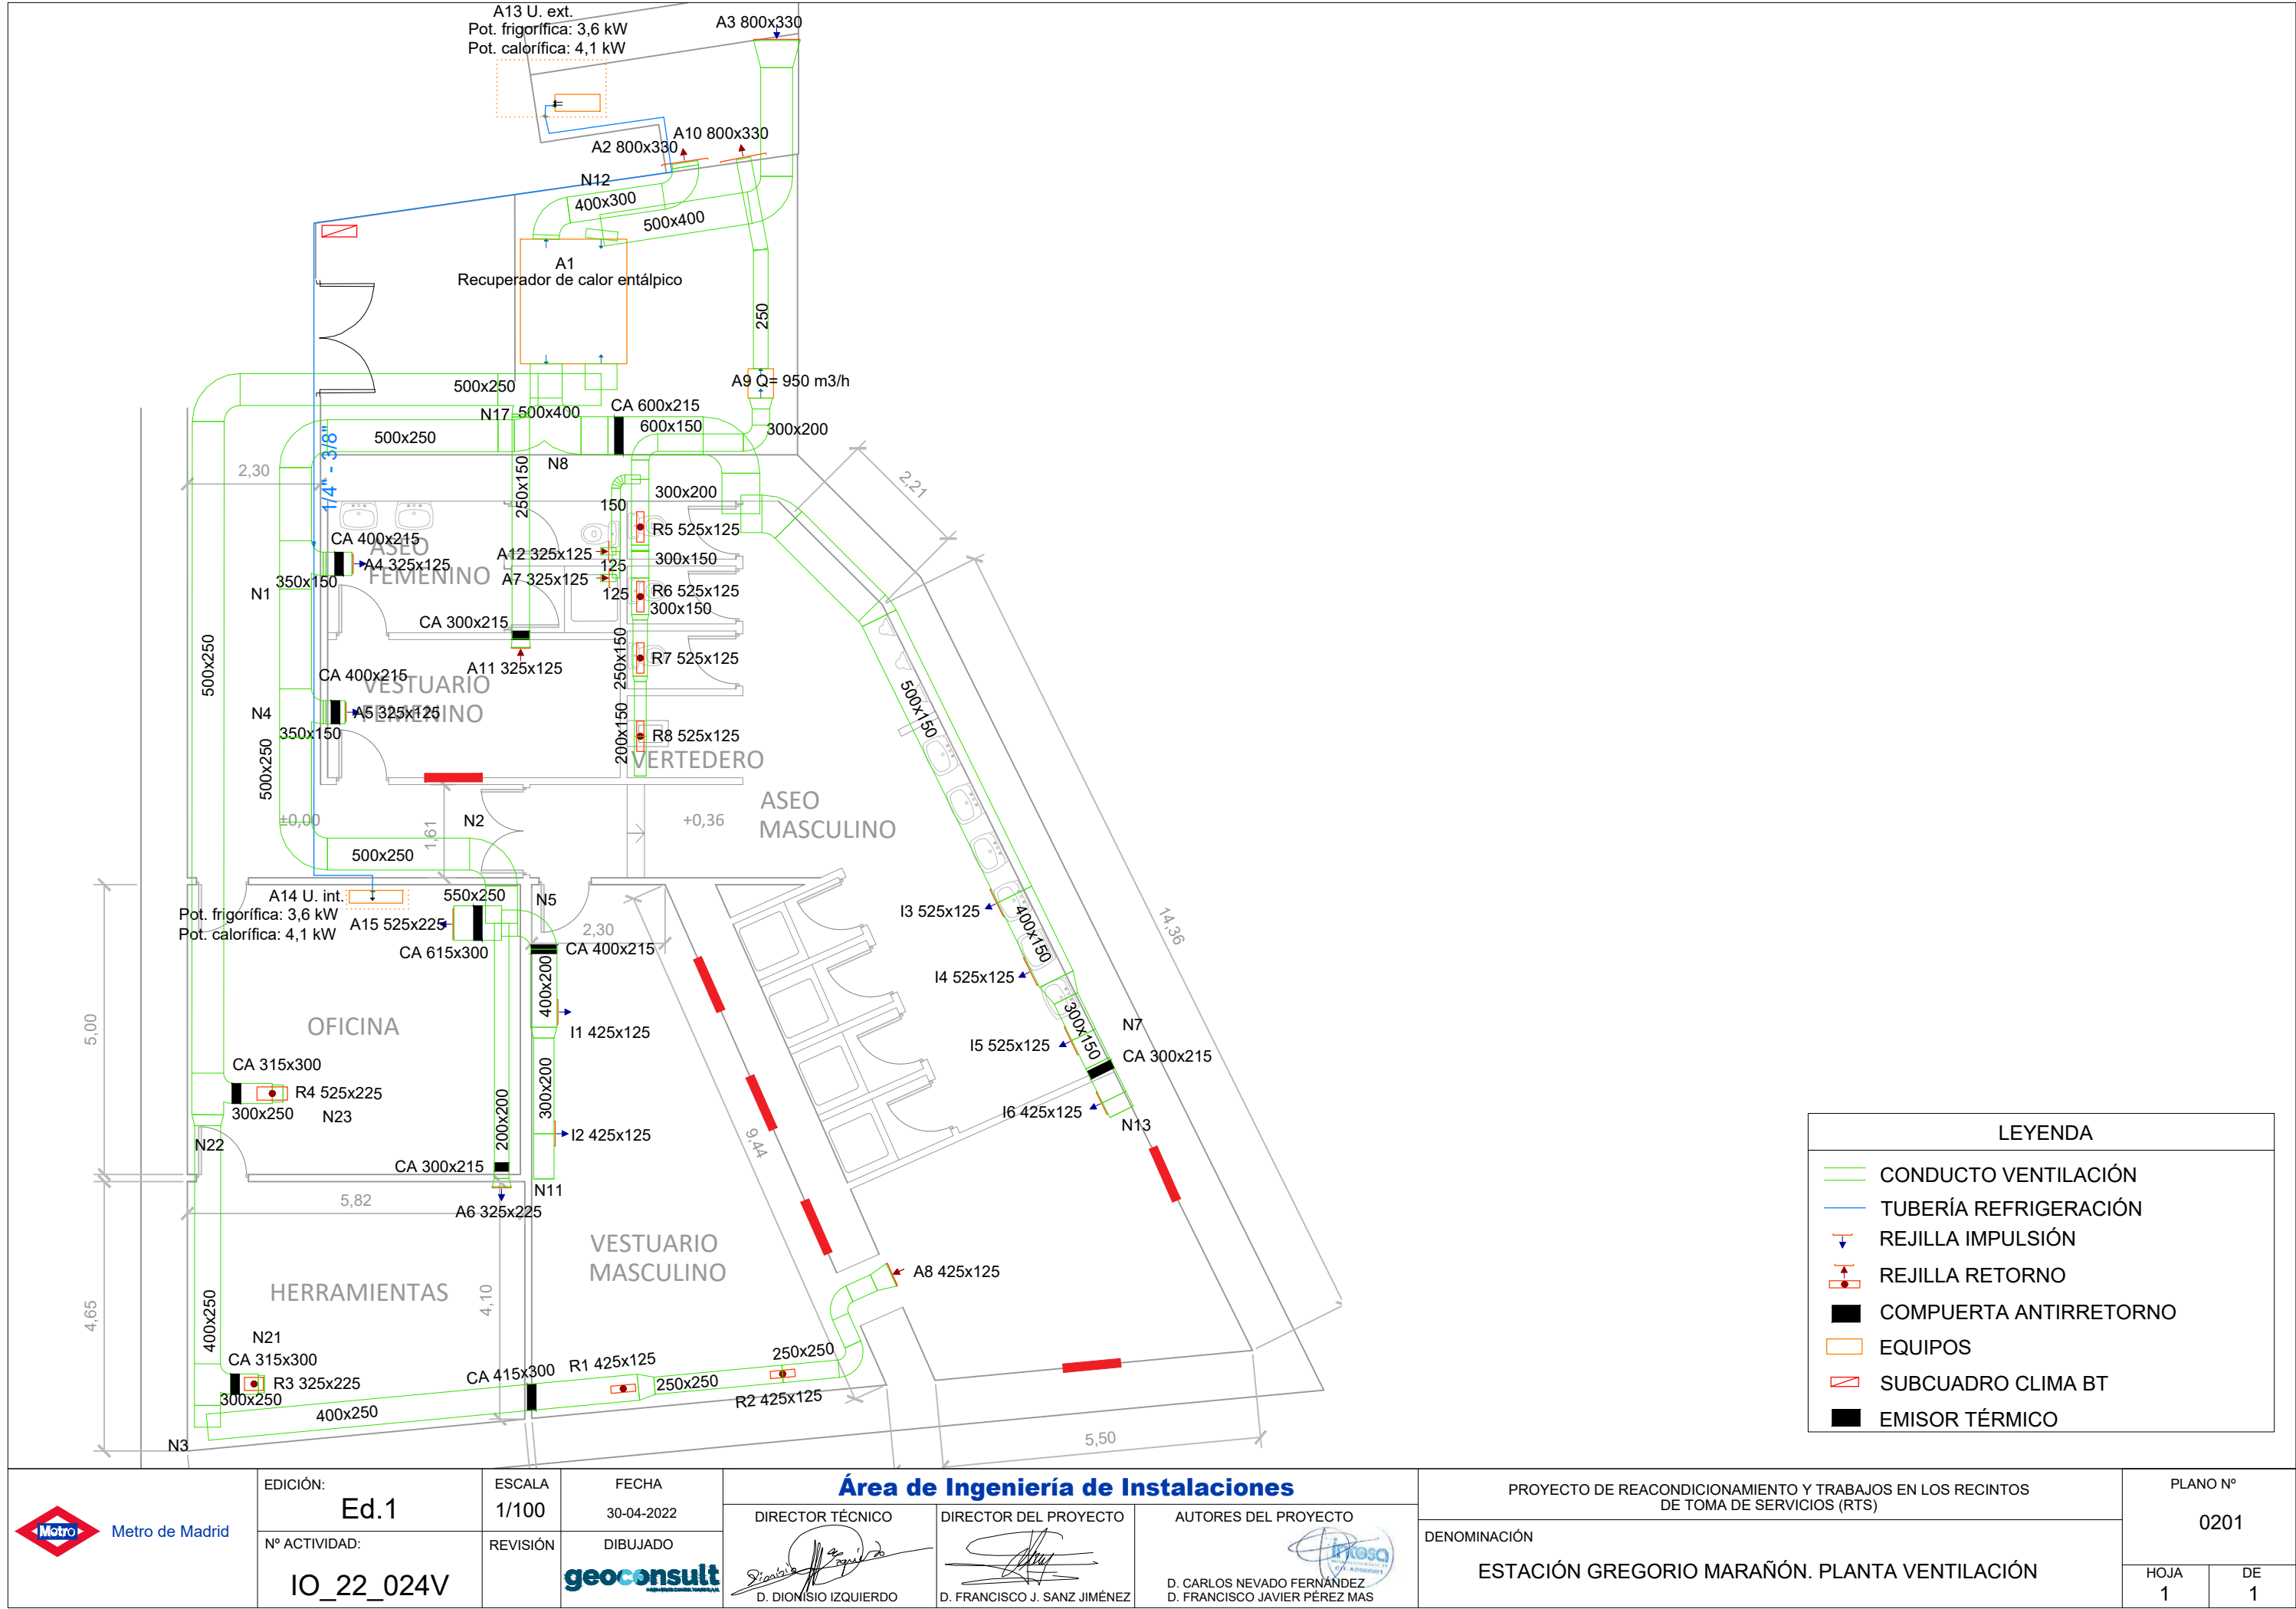 A13 U. ext.
Pot. frigorífica: 3,6 kW
Pot. calorífica: 4,1 kW
A3 800x330
A10 800x330
A2 800x330
N12
400x300
500x400
A1
Recuperador de calor entálpico
250
A9 Q= 950 m3/h
500x250
N17
500x400
CA 600x215
600x150
300x200
500x250
N8
1/4" - 3/8"
2,30
250x150
2,21
150
300x200
R5 525x125
CA 400x215
ASEO
FEMENINO
A4 325x125
350x150
N1
A12 325x125
125
300x150
A7 325x125
125
R6 525x125
300x150
CA 300x215
500x250
250x150
R7 525x125
A11 325x125
CA 400x215
VESTUARIO
FEMENINO
A5 325x125
N4
350x150
500x250
200x150
R8 525x125
VERTEDERO
500x150
ASEO
MASCULINO
±0,00
1,61
N2
+0,36
500x250
A14 U. int.
Pot. frigorífica: 3,6 kW
Pot. calorífica: 4,1 kW
550x250
N5
A15 525x225
CA 615x300
2,30
CA 400x215
I3 525x125
400x150
14,36
I4 525x125
400x200
5,00
OFICINA
I1 425x125
300x150
N7
I5 525x125
CA 300x215
CA 315x300
R4 525x225
300x250
N23
300x200
200x200
I6 425x125
N13
N22
I2 425x125
9,44
CA 300x215
N11
5,82
A6 325x225
VESTUARIO
MASCULINO
A8 425x125
HERRAMIENTAS
4,10
4,65
400x250
N21
CA 315x300
R3 325x225
300x250
CA 415x300
R1 425x125
250x250
250x250
R2 425x125
400x250
N3
5,50
LEYENDA
CONDUCTO VENTILACIÓN
TUBERÍA REFRIGERACIÓN
REJILLA IMPULSIÓN
REJILLA RETORNO
COMPUERTA ANTIRRETORNO
EQUIPOS
SUBCUADRO CLIMA BT
EMISOR TÉRMICO
Metro
Metro de Madrid
EDICIÓN:
Ed.1
Nº ACTIVIDAD:
IO_22_024V
ESCALA
1/100
REVISIÓN
FECHA
30-04-2022
DIBUJADO
geoconsult
Área de Ingeniería de Instalaciones
DIRECTOR TÉCNICO
D. DIONISIO IZQUIERDO
DIRECTOR DEL PROYECTO
D. FRANCISCO J. SANZ JIMÉNEZ
AUTORES DEL PROYECTO
intesa
D. CARLOS NEVADO FERNÁNDEZ
D. FRANCISCO JAVIER PÉREZ MAS
PROYECTO DE REACONDICIONAMIENTO Y TRABAJOS EN LOS RECINTOS
DE TOMA DE SERVICIOS (RTS)
DENOMINACIÓN
ESTACIÓN GREGORIO MARAÑÓN. PLANTA VENTILACIÓN
PLANO Nº
0201
HOJA
1
DE
1